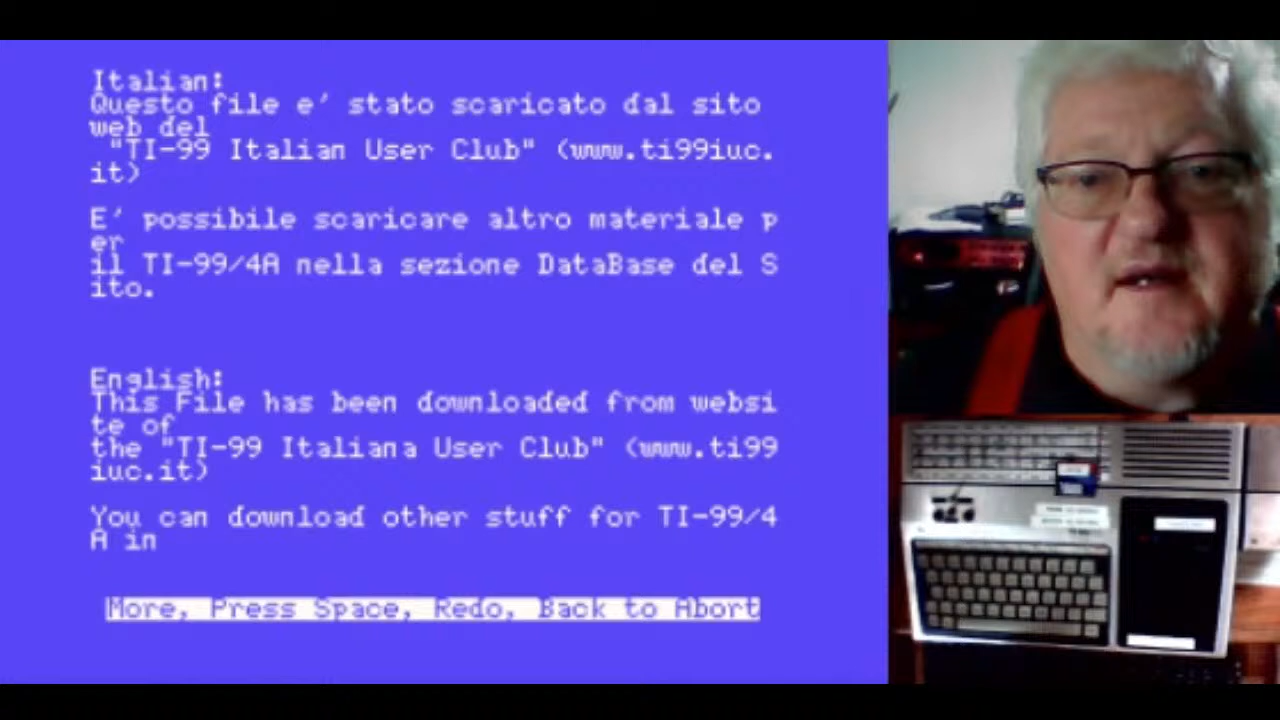 Italian:
Questo file e' stato scaricato dal sito
web del
"TI-99 Italian User Club" (www.ti99iuc.
it)
E' possibile scaricare altro materiale p
er
il TI-99/4A nella sezione DataBase del S
ito.
English:
This File has been downloaded from websi
te of
the "TI-99 Italiana User Club" (www.ti99
iuc.it)
You can download other stuff for TI-99/4
A in
More, Press Space, Redo, Back to Abort